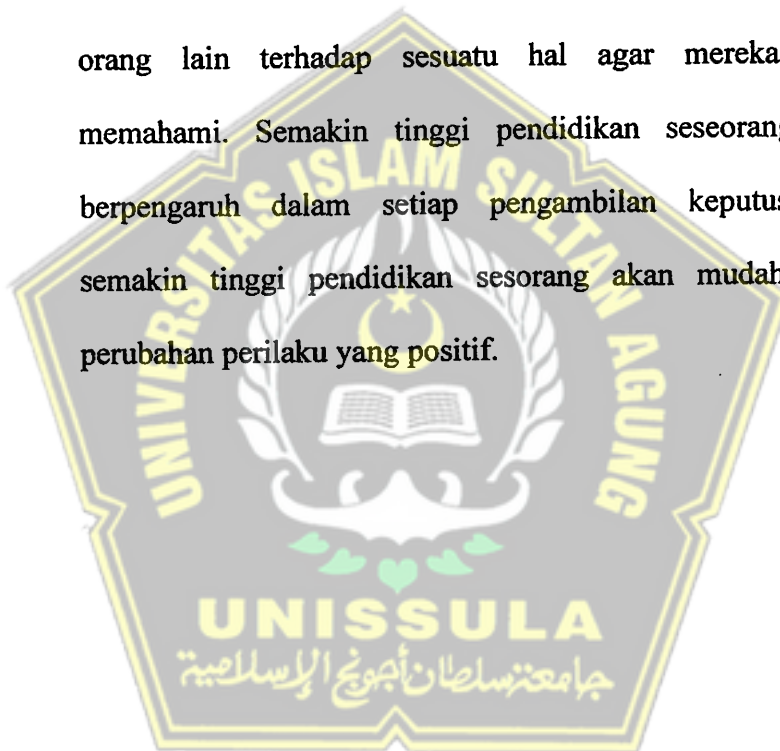 orang lain terhadap sesuatu hal agar mereka
memahami. Semakin tinggi pendidikan seseorang
berpengaruh dalam setiap pengambilan keputus
semakin tinggi pendidikan sesorang akan mudah
perubahan perilaku yang positif.
UNIVERSITAS ISLAM SULTAN AGUNG
UNISSULA
جامعة سلطان أجونج الإسلامية